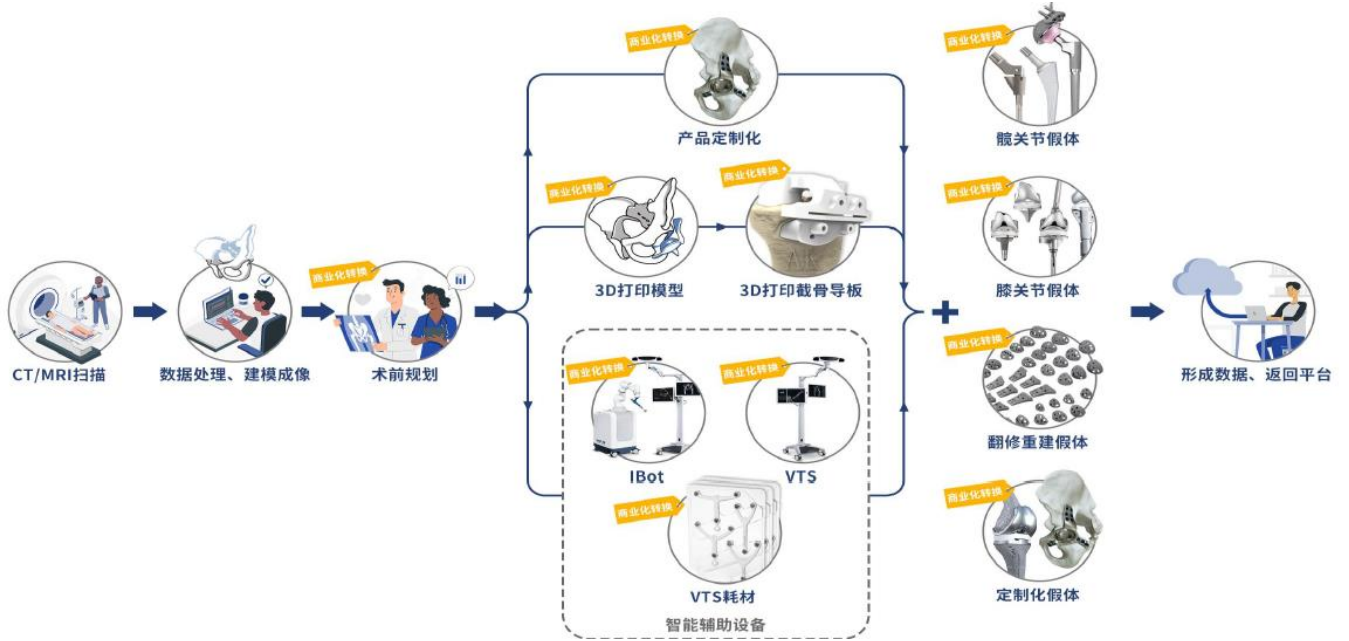 CT/MRI扫描
数据处理、建模成像
商业化转换
术前规划
商业化转换
产品定制化
商业化转换
3D打印模型
商业化转换
3D打印截骨导板
AK
商业化转换
IBot
商业化转换
VTS
商业化转换
VTS耗材
智能辅助设备
商业化转换
髋关节假体
商业化转换
膝关节假体
商业化转换
翻修重建假体
商业化转换
定制化假体
形成数据、返回平台